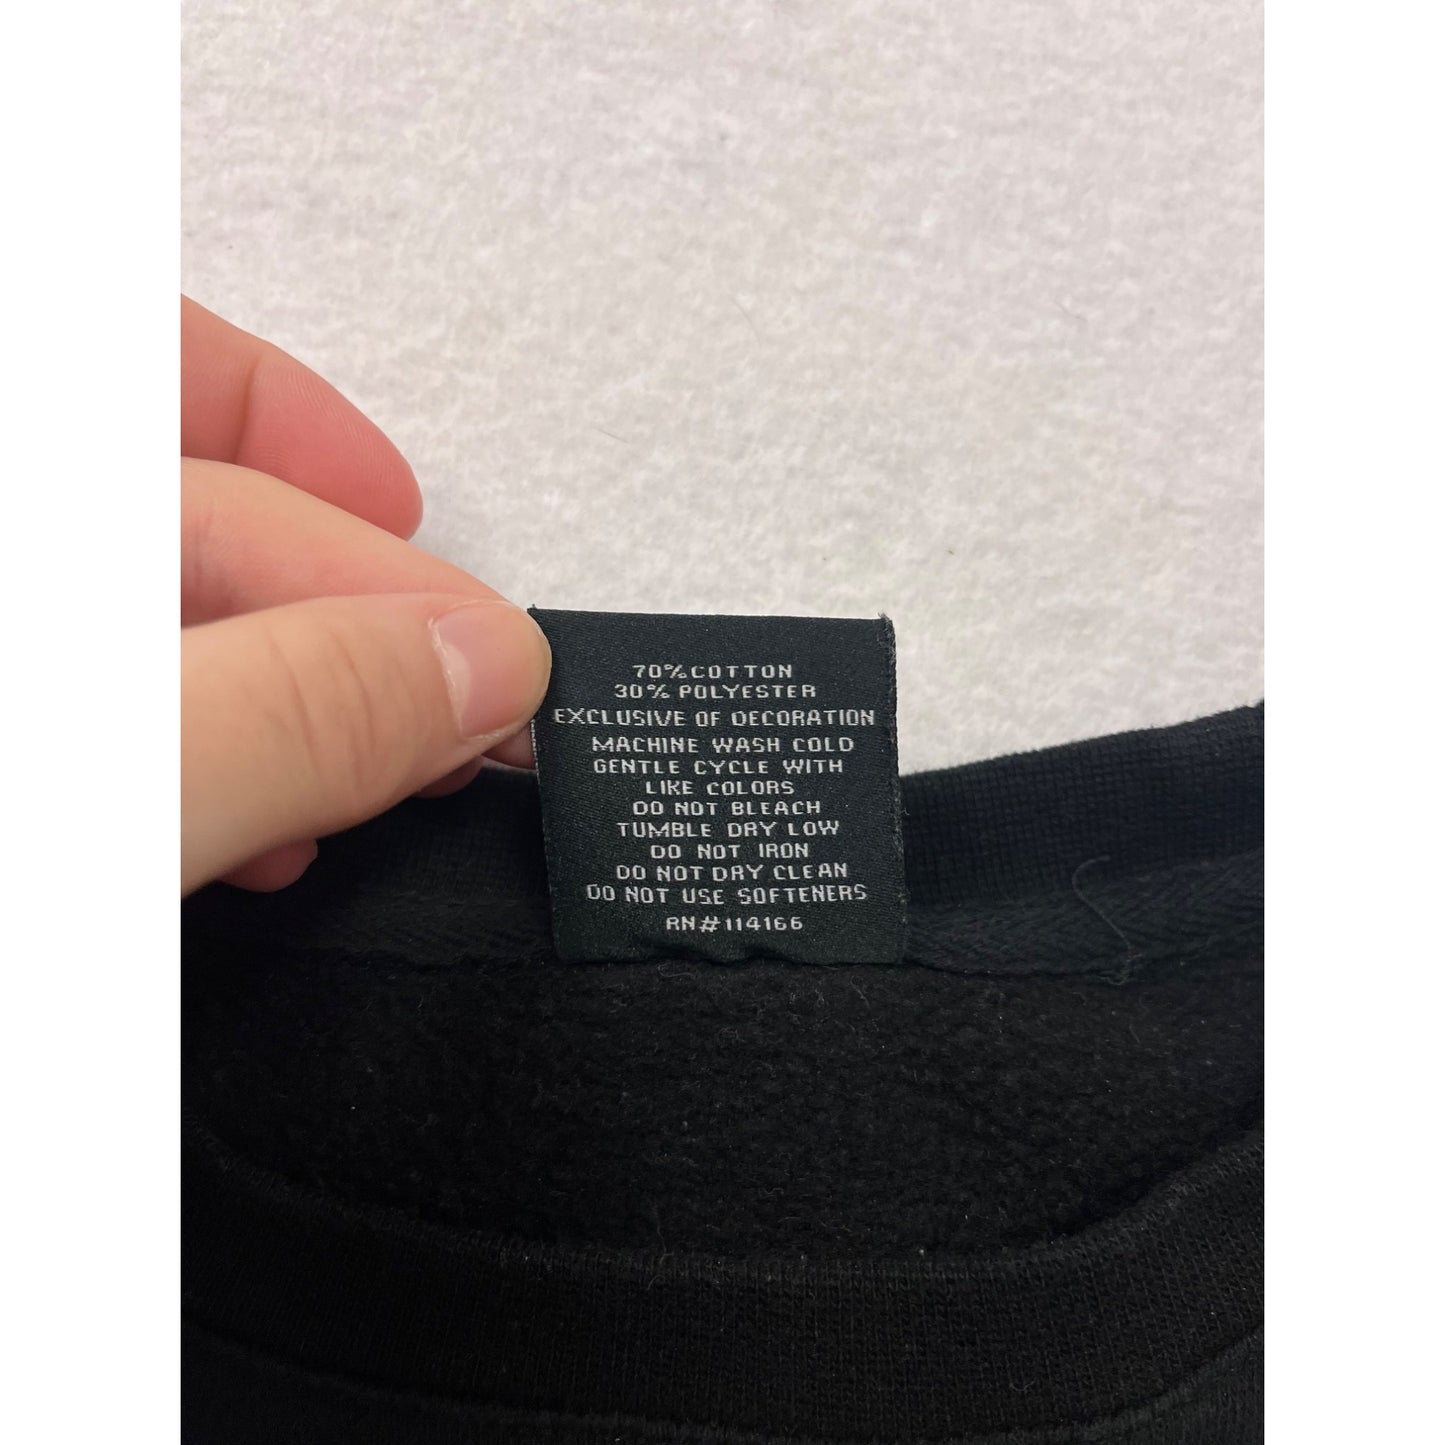 70% COTTON
30% POLYESTER
EXCLUSIVE OF DECORATION
MACHINE WASH COLD
GENTLE CYCLE WITH
LIKE COLORS
DO NOT BLEACH
TUMBLE DRY LOW
DO NOT IRON
DO NOT DRY CLEAN
DO NOT USE SOFTENERS
RN#114166